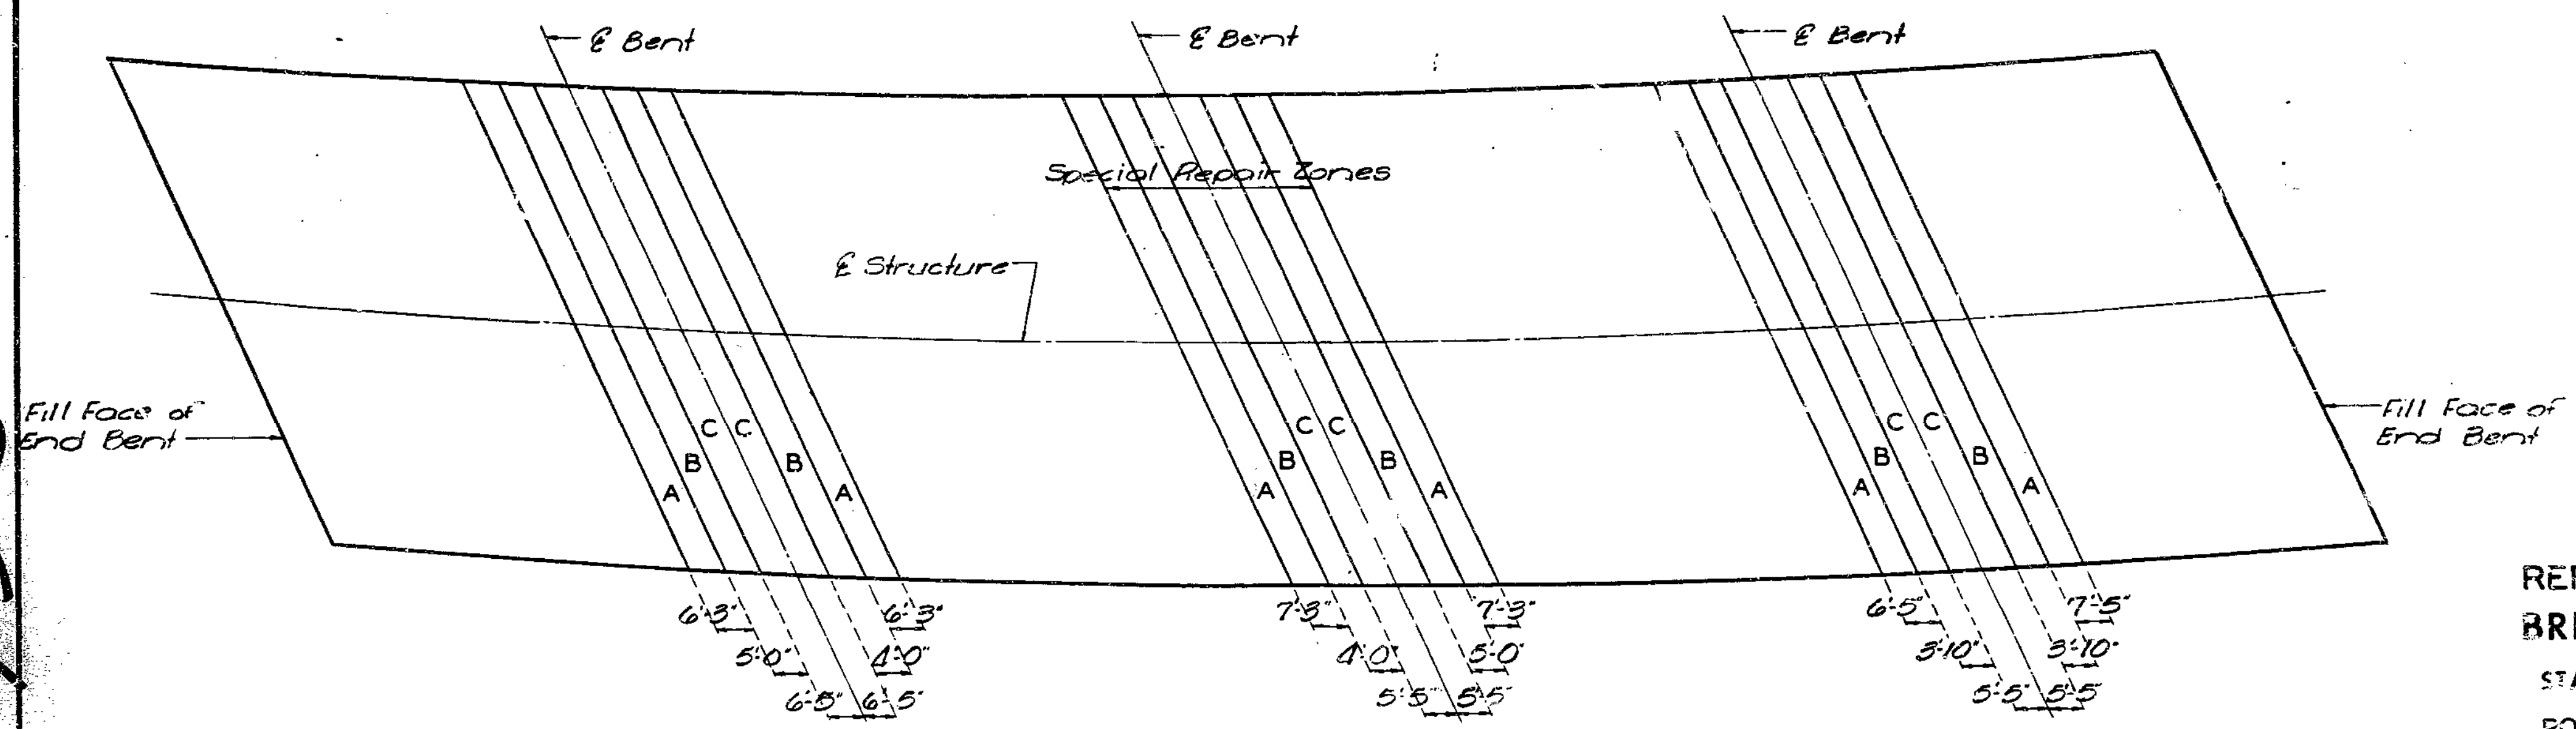 ℄ Bent
℄ Bent
℄ Bent
Special Repair Zones
℄ Structure
Fill Face of
End Bent
Fill Face of
End Bent
C C
B B
A A
C C
B B
A A
C C
B B
A A
6'-3" 6'-3"
5'-0" 4'-0"
6'-5" 6'-5"
7'-3" 7'-3"
4'-0" 5'-0"
5'-5" 5'-5"
6'-5" 7'-5"
3'-10" 3'-10"
5'-5" 5'-5"